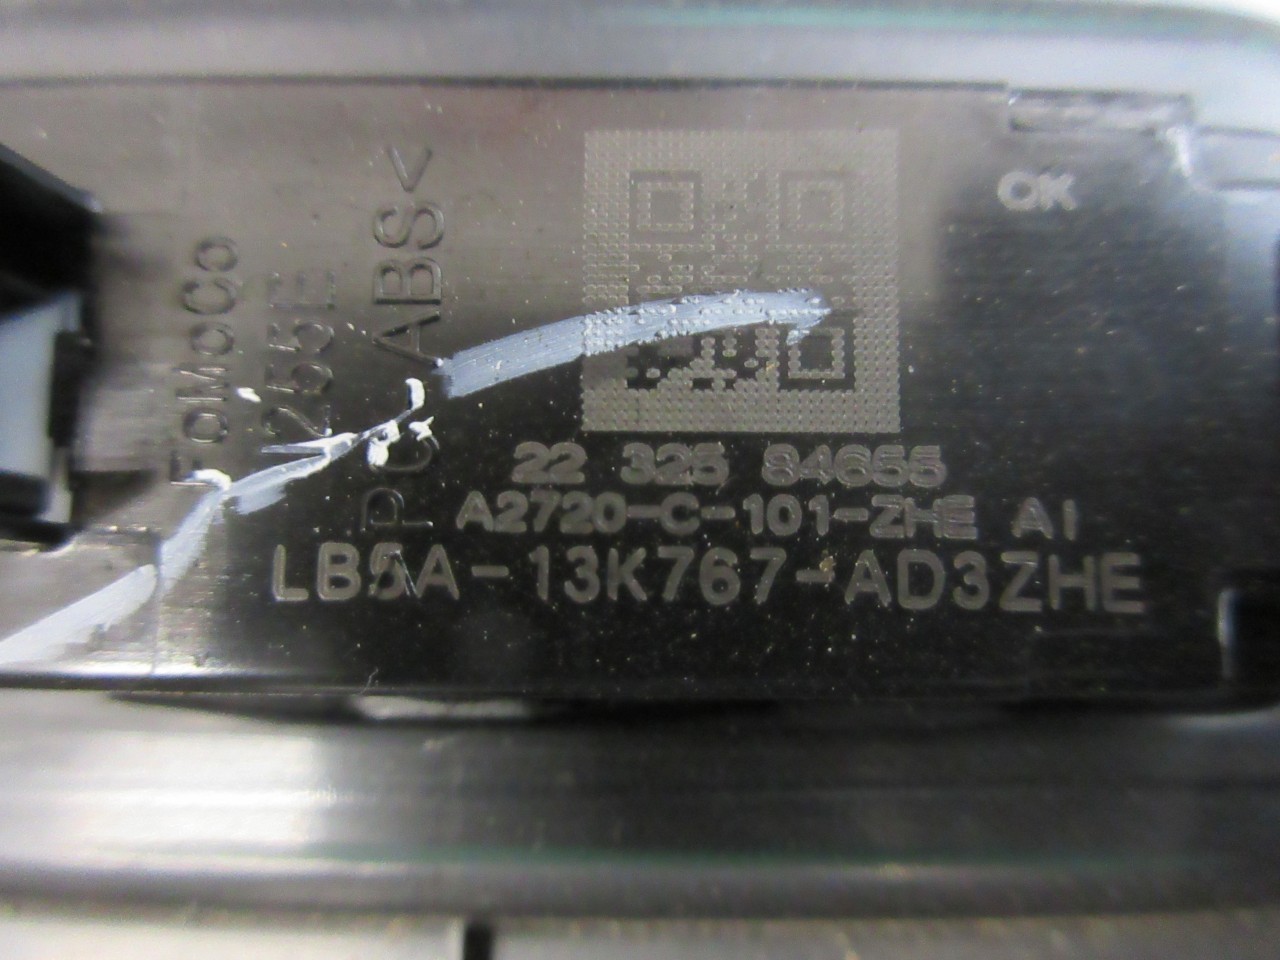 OK
FoMoCo
255E
PC ABS<
22 325 84655
A2720-C-101-ZHE A1
LB5A-13K767-AD3ZHE